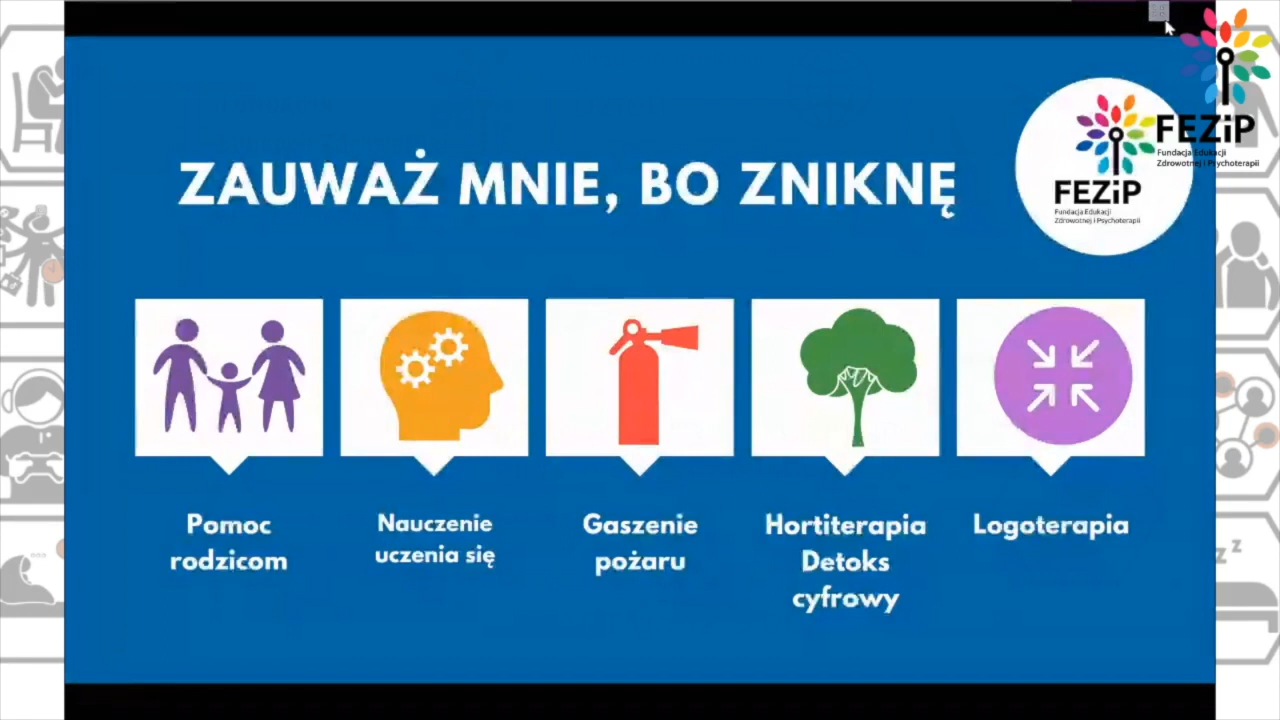 ZAUWAŻ MNIE, BO ZNIKNĘ
FEZiP
Fundacja Edukacji
Zdrowotnej i Psychoterapii
FEZiP
Fundacja Edukacji
Zdrowotnej i Psychoterapii
Pomoc
rodzicom
Nauczenie
uczenia się
Gaszenie
pożaru
Hortiterapia
Detoks
cyfrowy
Logoterapia
z z